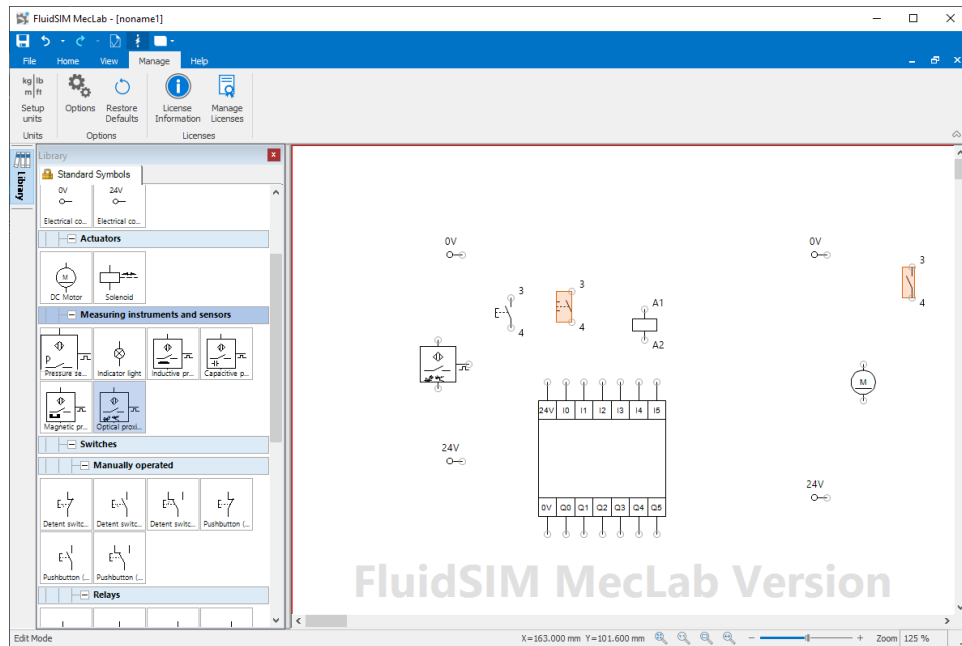 FluidSIM MecLab - [noname1]
File Home View Manage Help
kg lb
m ft
Setup units
Options
Restore Defaults
License Information
Manage Licenses
Units
Options
Licenses
Library
Library
Standard Symbols
0V 24V
Electrical co... Electrical co...
Actuators
M
DC Motor Solenoid
Measuring instruments and sensors
P
Pressure se... Indicator light Inductive pr... Capacitive p...
Magnetic pr... Optical proxi...
Switches
Manually operated
Detent switc... Detent switc... Detent switc... Pushbutton (...
Pushbutton (... Pushbutton (...
Relays
0V
0V
3
3
3
4
4
4
A1
A2
M
24V
24V
24V I0 I1 I2 I3 I4 I5
0V Q0 Q1 Q2 Q3 Q4 Q5
FluidSIM MecLab Version
Edit Mode
X=163.000 mm Y=101.600 mm
Zoom 125 %